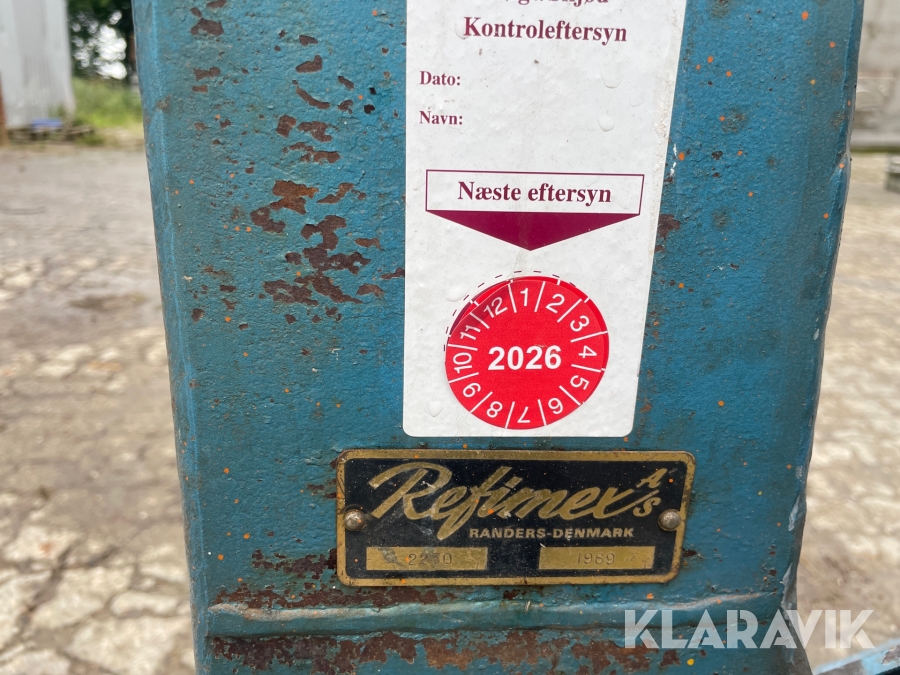 Kontroleftersyn
Dato:
Navn:
Næste eftersyn
1 2 3 4 5 6 7 8 9 10 11 12
2026
Refimex A/S
RANDERS-DENMARK
1989
KLARAVIK